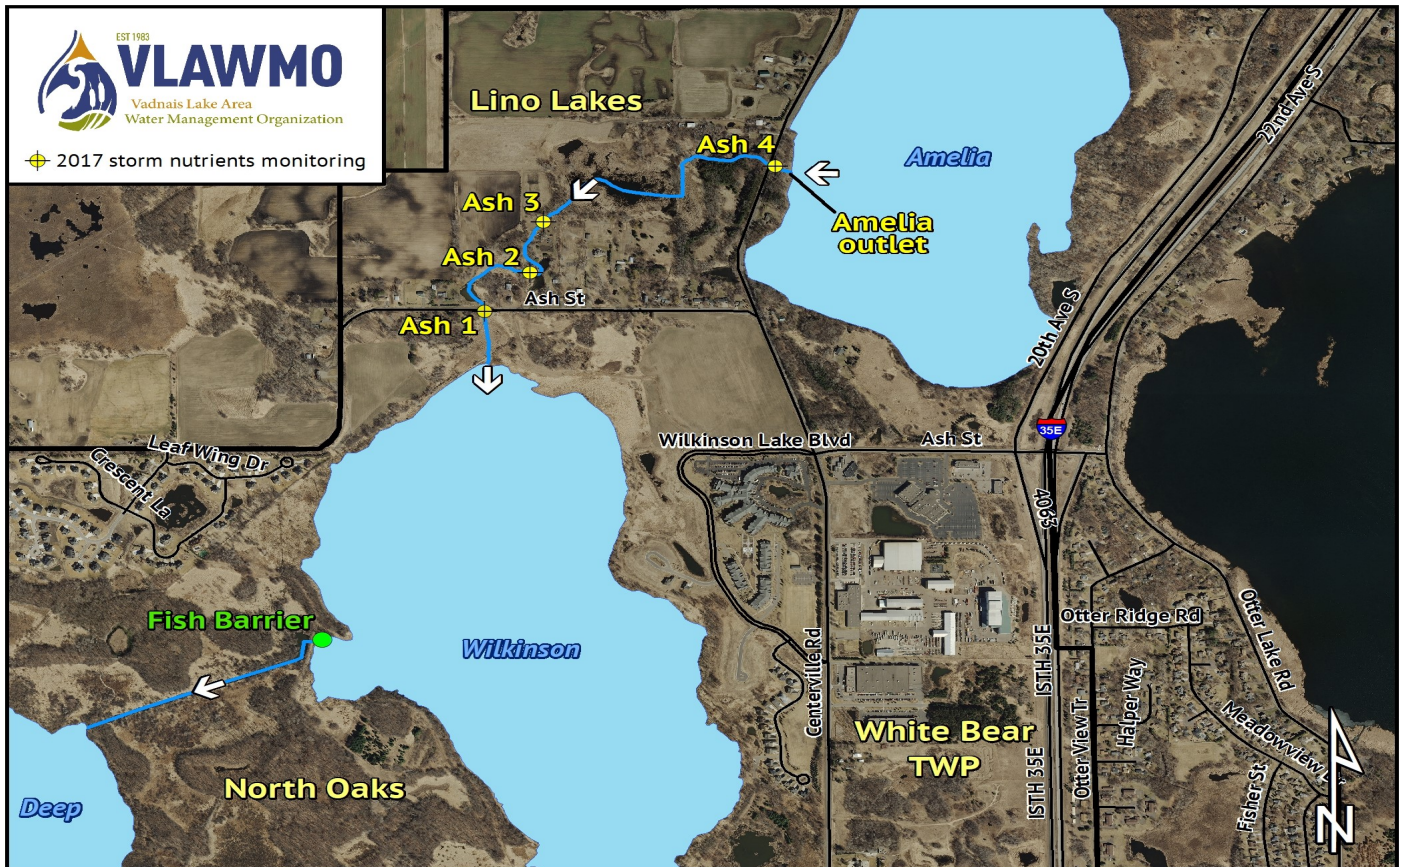 EST 1983
VLAWMO
Vadnais Lake Area
Water Management Organization
2017 storm nutrients monitoring
Lino Lakes
Ash 4
Amelia
22nd Ave S
Ash 3
Amelia
outlet
Ash 2
Ash St
Ash 1
20th Ave S
35E
Wilkinson Lake Blvd
Ash St
Leaf Wing Dr
Crescent La
4063
Fish Barrier
Otter Ridge Rd
Otter Lake Rd
Wilkinson
ISTH 35E
Centerville Rd
Halper Way
White Bear
TWP
Otter View Tr
Meadowview Dr
North Oaks
Deep
ISTH 35E
Fisher St
N